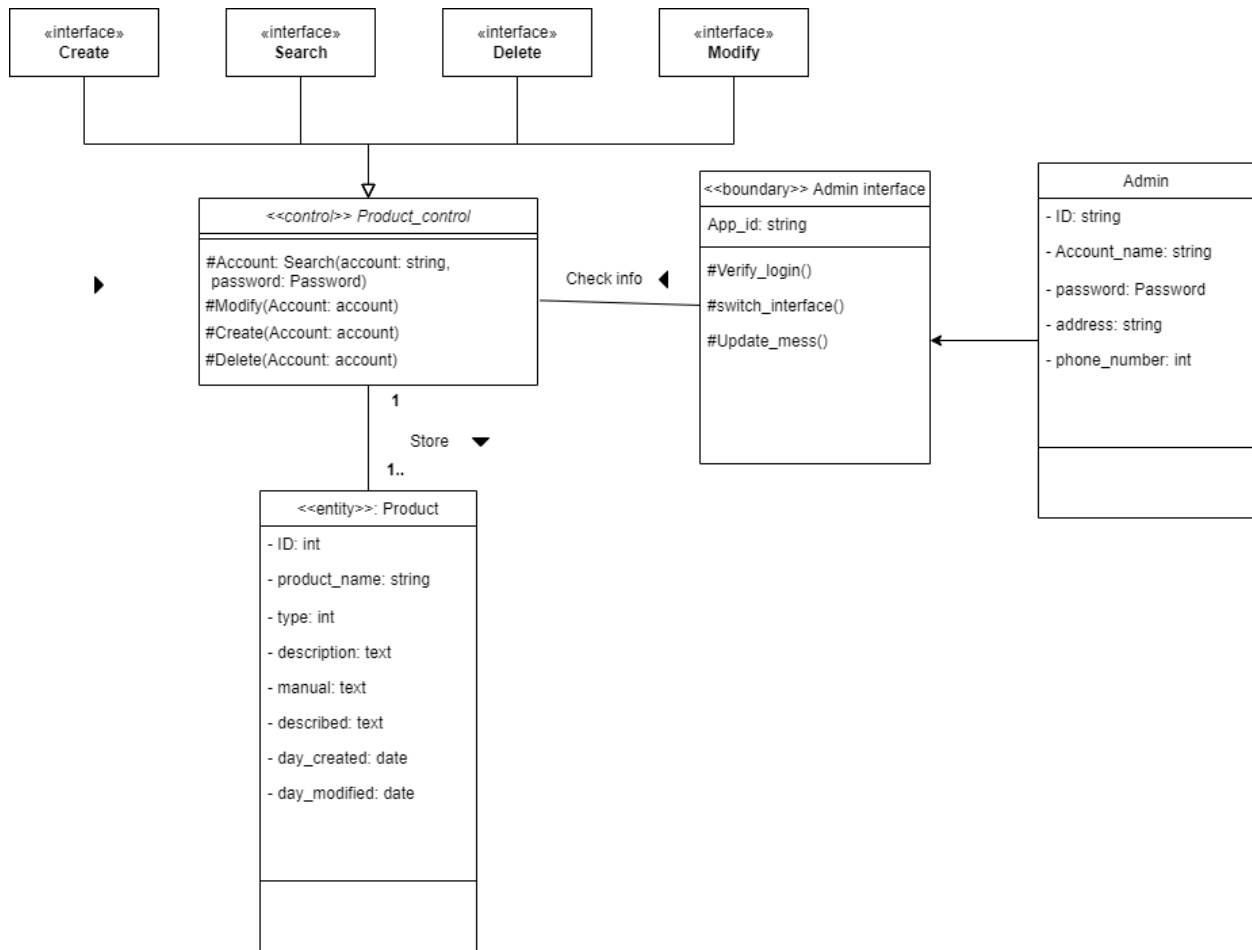 «interface»
Create
«interface»
Search
«interface»
Delete
«interface»
Modify
<<control>> Product_control
#Account: Search(account: string,
password: Password)
#Modify(Account: account)
#Create(Account: account)
#Delete(Account: account)
Check info
<<boundary>> Admin interface
App_id: string
#Verify_login()
#switch_interface()
#Update_mess()
Admin
- ID: string
- Account_name: string
- password: Password
- address: string
- phone_number: int
1
Store
1..
<<entity>>: Product
- ID: int
- product_name: string
- type: int
- description: text
- manual: text
- described: text
- day_created: date
- day_modified: date